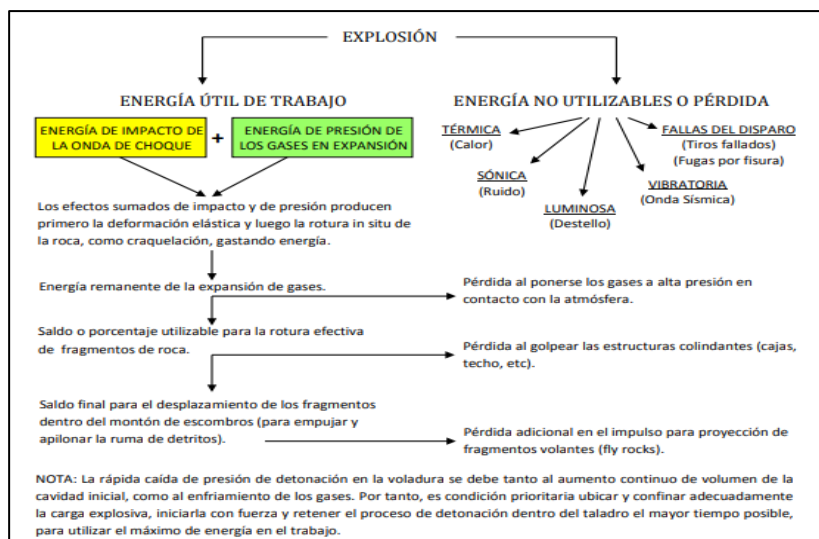 EXPLOSIÓN
ENERGÍA ÚTIL DE TRABAJO
ENERGÍA NO UTILIZABLES O PÉRDIDA
ENERGÍA DE IMPACTO DE
LA ONDA DE CHOQUE
+
ENERGÍA DE PRESIÓN DE
LOS GASES EN EXPANSIÓN
TÉRMICA
(Calor)
SÓNICA
(Ruido)
LUMINOSA
(Destello)
VIBRATORIA
(Onda Sísmica)
FALLAS DEL DISPARO
(Tiros fallados)
(Fugas por fisura)
Los efectos sumados de impacto y de presión producen
primero la deformación elástica y luego la rotura in situ de
la roca, como craquelación, gastando energía.
Energía remanente de la expansión de gases.
Pérdida al ponerse los gases a alta presión en
contacto con la atmósfera.
Saldo o porcentaje utilizable para la rotura efectiva
de fragmentos de roca.
Pérdida al golpear las estructuras colindantes (cajas,
techo, etc).
Saldo final para el desplazamiento de los fragmentos
dentro del montón de escombros (para empujar y
apilonar la ruma de detritos).
Pérdida adicional en el impulso para proyección de
fragmentos volantes (fly rocks).
NOTA: La rápida caída de presión de detonación en la voladura se debe tanto al aumento continuo de volumen de la
cavidad inicial, como al enfriamiento de los gases. Por tanto, es condición prioritaria ubicar y confinar adecuadamente
la carga explosiva, iniciarla con fuerza y retener el proceso de detonación dentro del taladro el mayor tiempo posible,
para utilizar el máximo de energía en el trabajo.